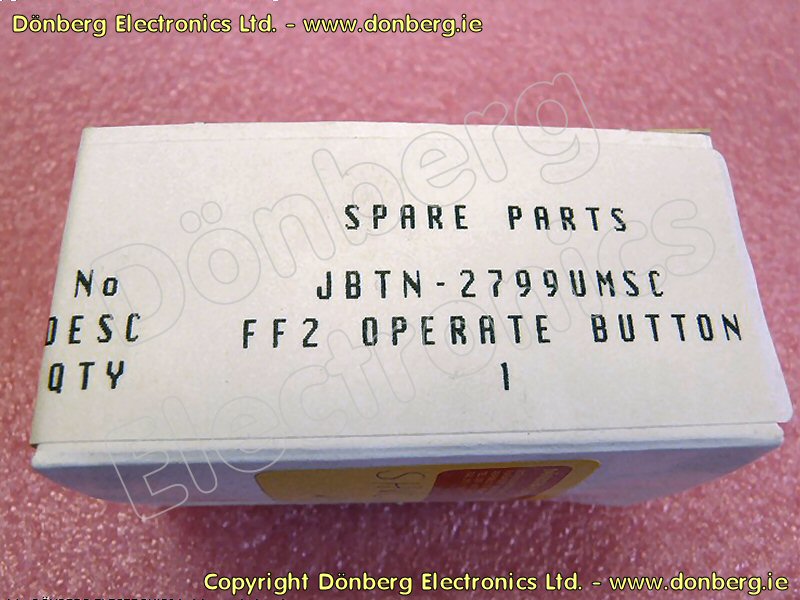 Dönberg Electronics Ltd. - www.donberg.ie
Dönberg
Electronics
SPARE PARTS
No JBTN-2799UMSC
DESC FF2 OPERATE BUTTON
QTY 1
Copyright Dönberg Electronics Ltd. - www.donberg.ie